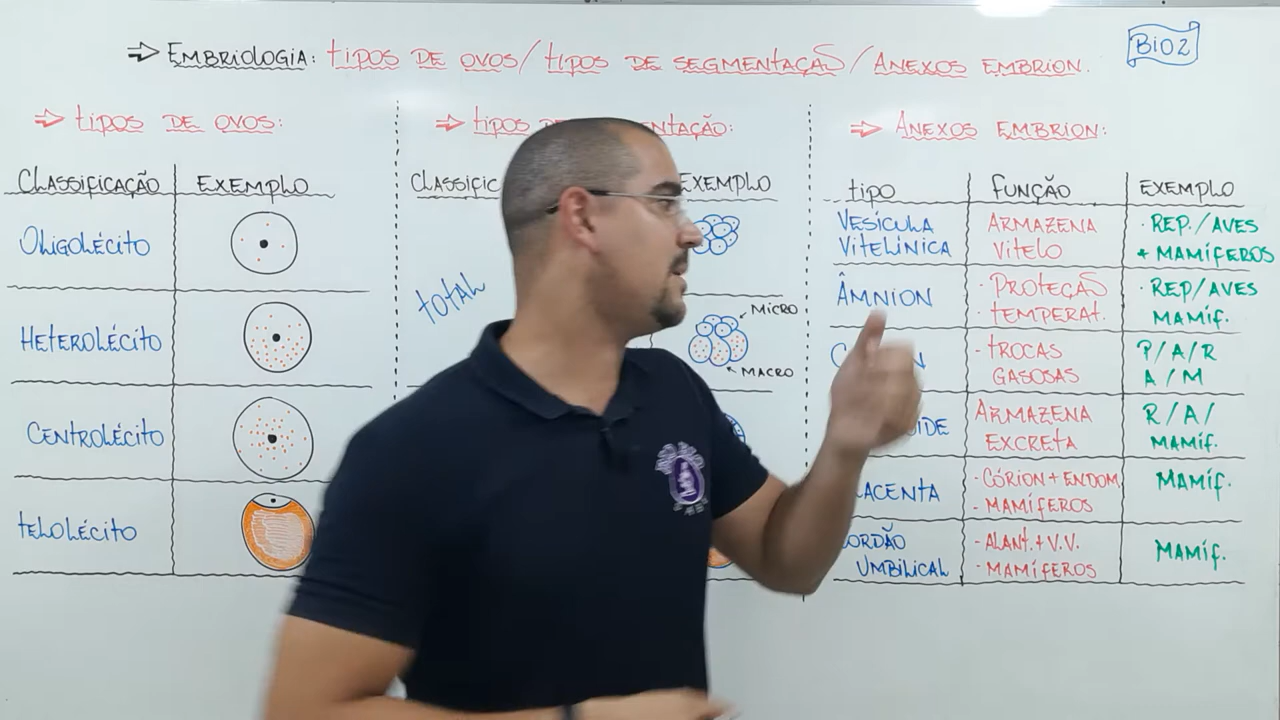 ⇒ EMBRIOLOGIA: TIPOS DE OVOS/TIPOS DE SEGMENTAÇÃO/ANEXOS EMBRION.
BIO2
⇒ TIPOS DE OVOS:
CLASSIFICAÇÃO EXEMPLO
OLIGOLÉCITO
HETEROLÉCITO
CENTROLÉCITO
TELOLÉCITO
⇒ TIPOS
NTAÇÃO:
CLASSIFIC
EXEMPLO
TOTAL
MICRO
MACRO
⇒ ANEXOS EMBRION:
TIPO FUNÇÃO EXEMPLO
VESÍCULA ARMAZENA · REP./AVES
VITELINICA VITELO * MAMÍFEROS
ÂMNION · PROTEÇÃO · REP/AVES
· TEMPERAT. MAMÍF.
C N - TROCAS P/A/R
GASOSAS A/M
IDE ARMAZENA R/A/
EXCRETA MAMÍF.
LACENTA · CÓRION+ENDOM MAMÍF.
- MAMÍFEROS
CORDÃO - ALANT.+V.V. MAMÍF.
UMBILICAL - MAMÍFEROS